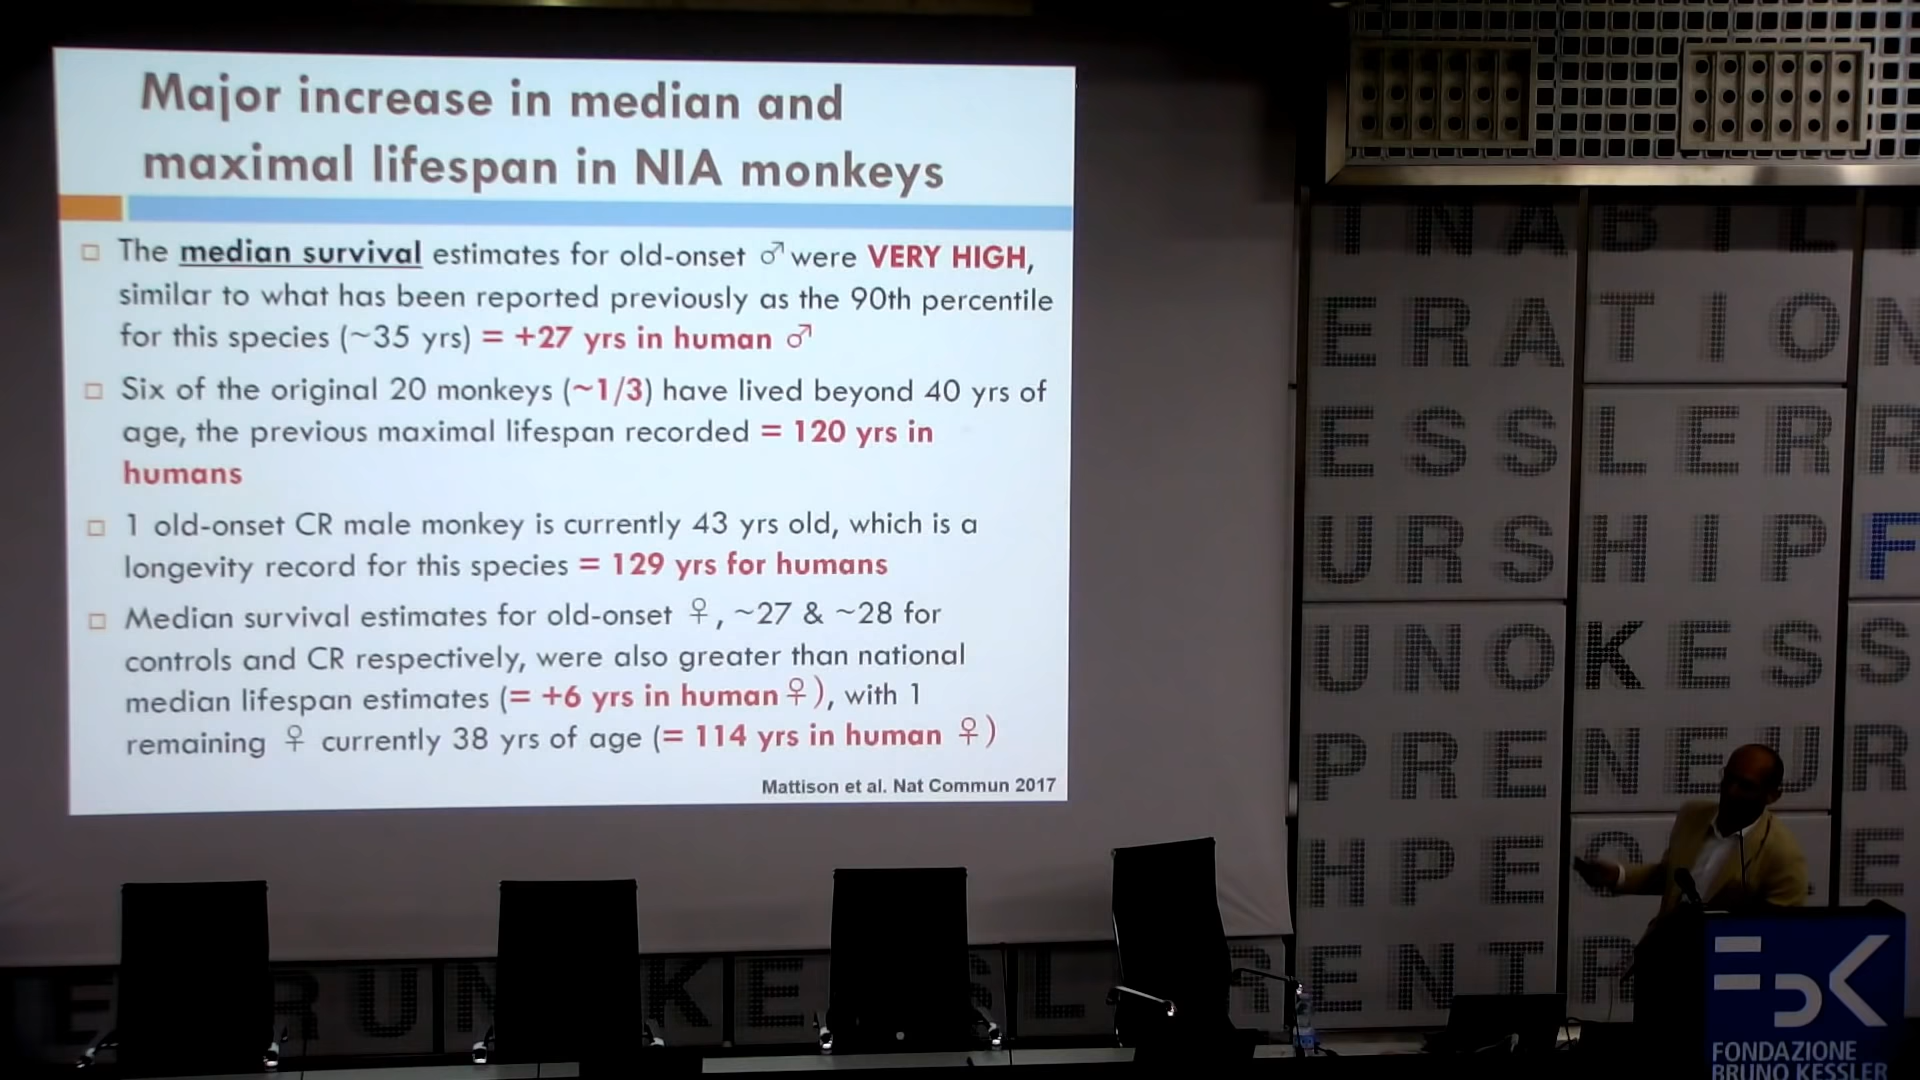 Major increase in median and
maximal lifespan in NIA monkeys
The median survival estimates for old-onset ♂ were VERY HIGH,
similar to what has been reported previously as the 90th percentile
for this species (~35 yrs) = +27 yrs in human ♂
Six of the original 20 monkeys (~1/3) have lived beyond 40 yrs of
age, the previous maximal lifespan recorded = 120 yrs in
humans
1 old-onset CR male monkey is currently 43 yrs old, which is a
longevity record for this species = 129 yrs for humans
Median survival estimates for old-onset ♀, ~27 & ~28 for
controls and CR respectively, were also greater than national
median lifespan estimates (= +6 yrs in human ♀), with 1
remaining ♀ currently 38 yrs of age (= 114 yrs in human ♀)
Mattison et al. Nat Commun 2017
INABIL
ERATION
ESSLERR
URSHIPF
UNOKESS
PRENEUR
HPEO
E
RENTR
FBK
FONDAZIONE
BRUNO KESSLER